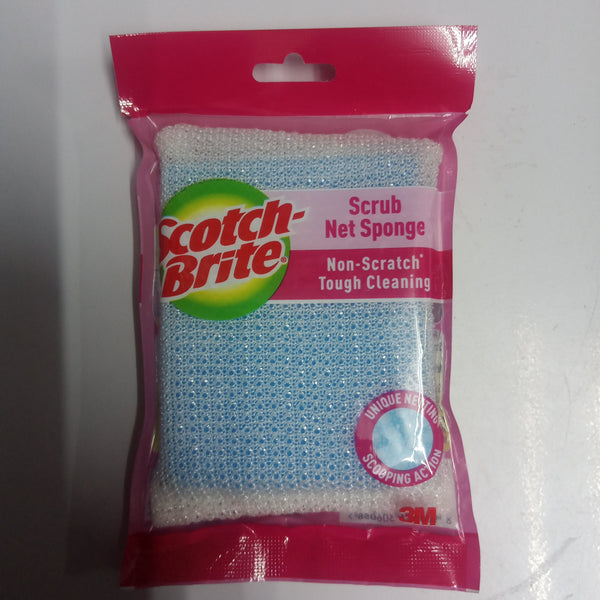 Scotch-
Brite®
Scrub
Net Sponge
Non-Scratch*
Tough Cleaning
UNIQUE NETTING
SCOOPING ACTION
3M